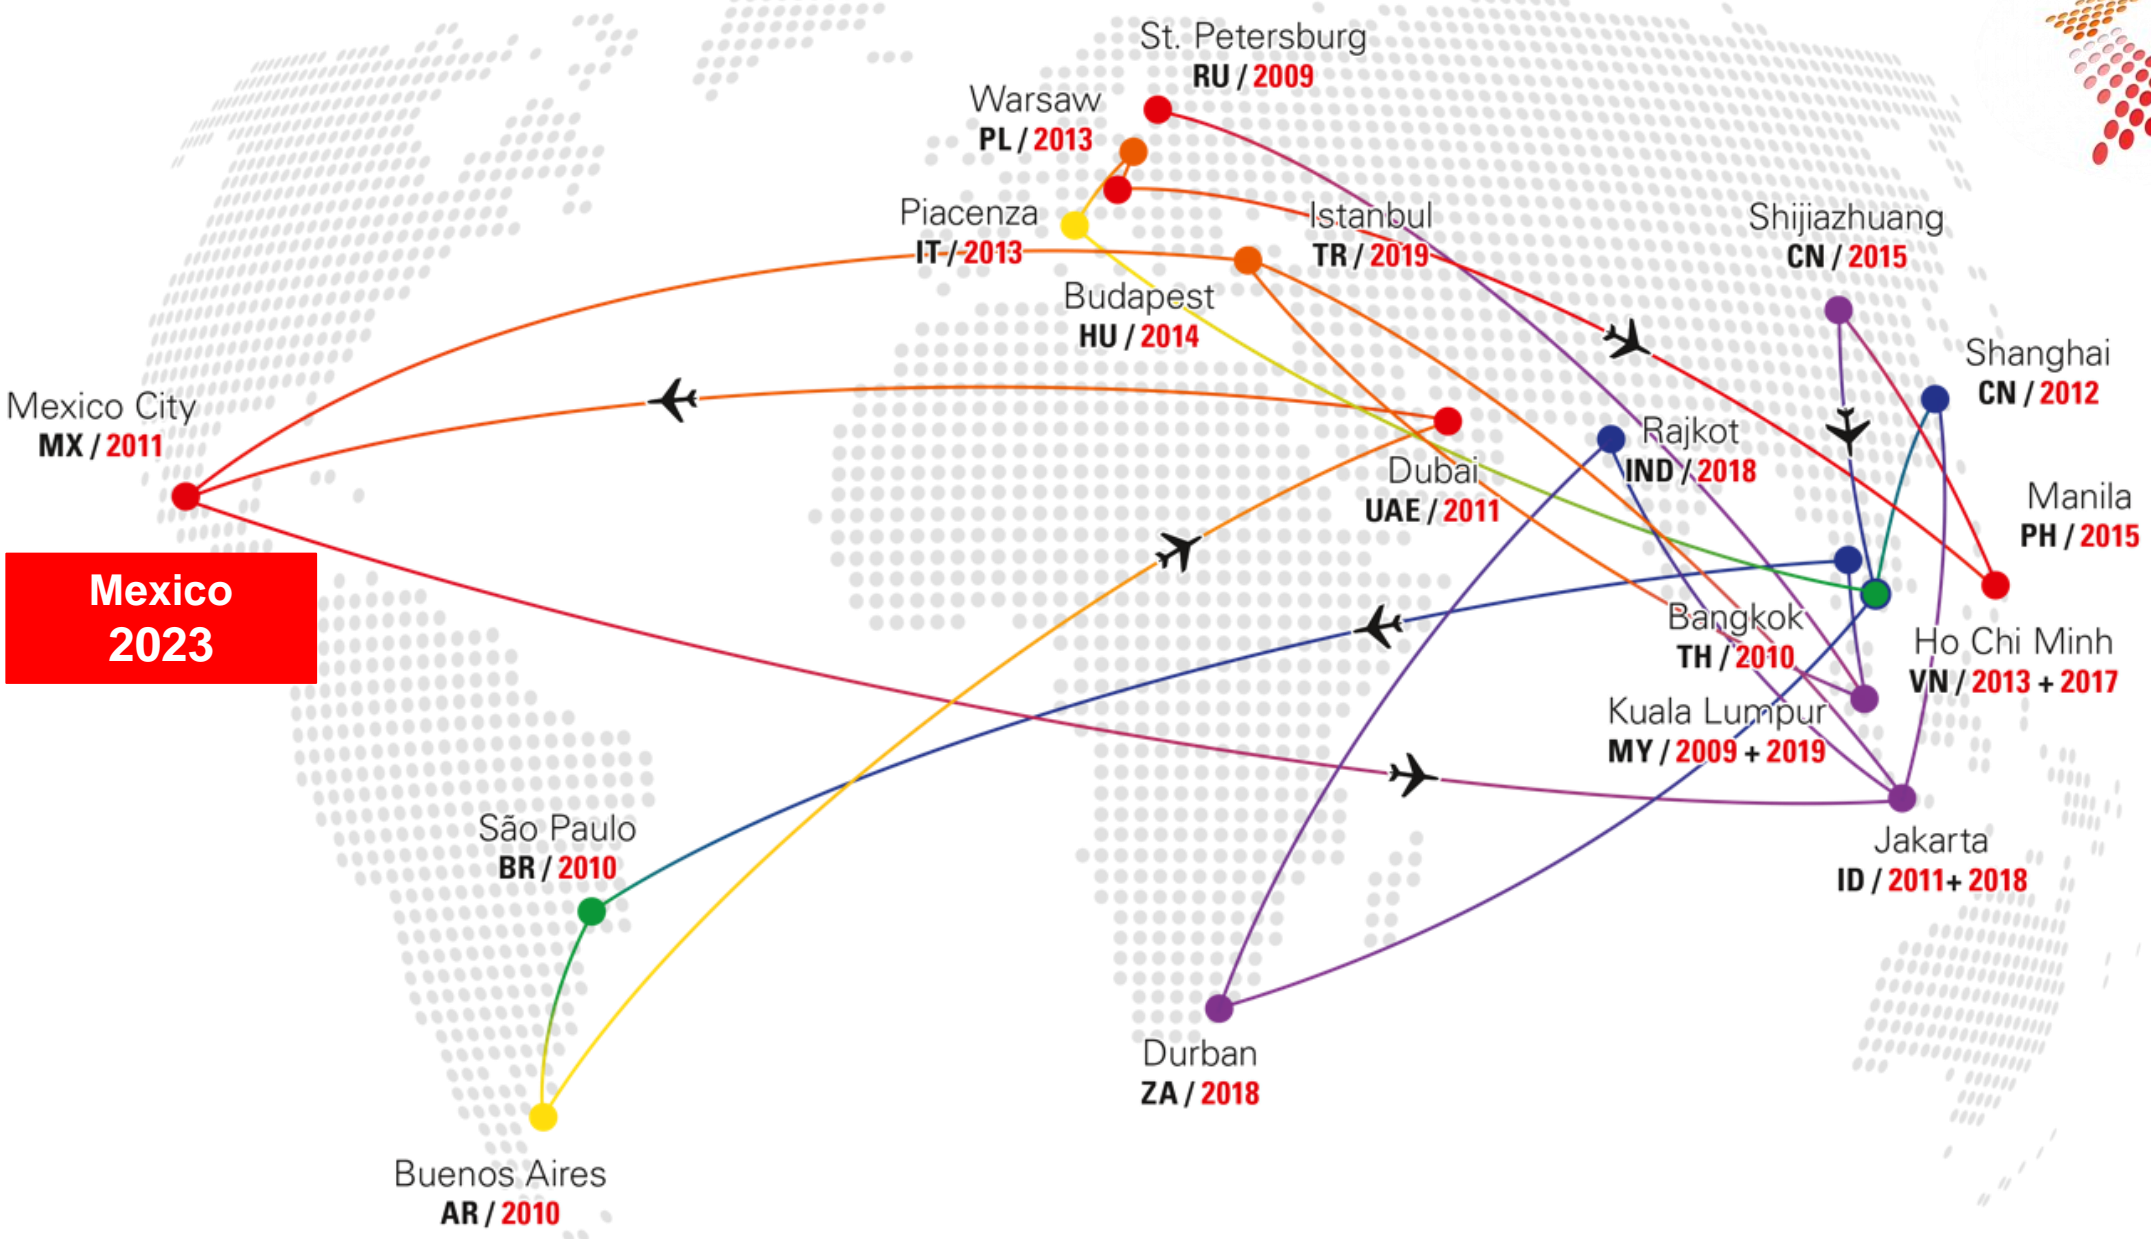 St. Petersburg
RU / 2009
Warsaw
PL / 2013
Piacenza
IT / 2013
Istanbul
TR / 2019
Shijiazhuang
CN / 2015
Budapest
HU / 2014
Shanghai
CN / 2012
Mexico City
MX / 2011
Rajkot
IND / 2018
Dubai
UAE / 2011
Manila
PH / 2015
Mexico
2023
Bangkok
TH / 2010
Ho Chi Minh
VN / 2013 + 2017
Kuala Lumpur
MY / 2009 + 2019
São Paulo
BR / 2010
Jakarta
ID / 2011+ 2018
Durban
ZA / 2018
Buenos Aires
AR / 2010